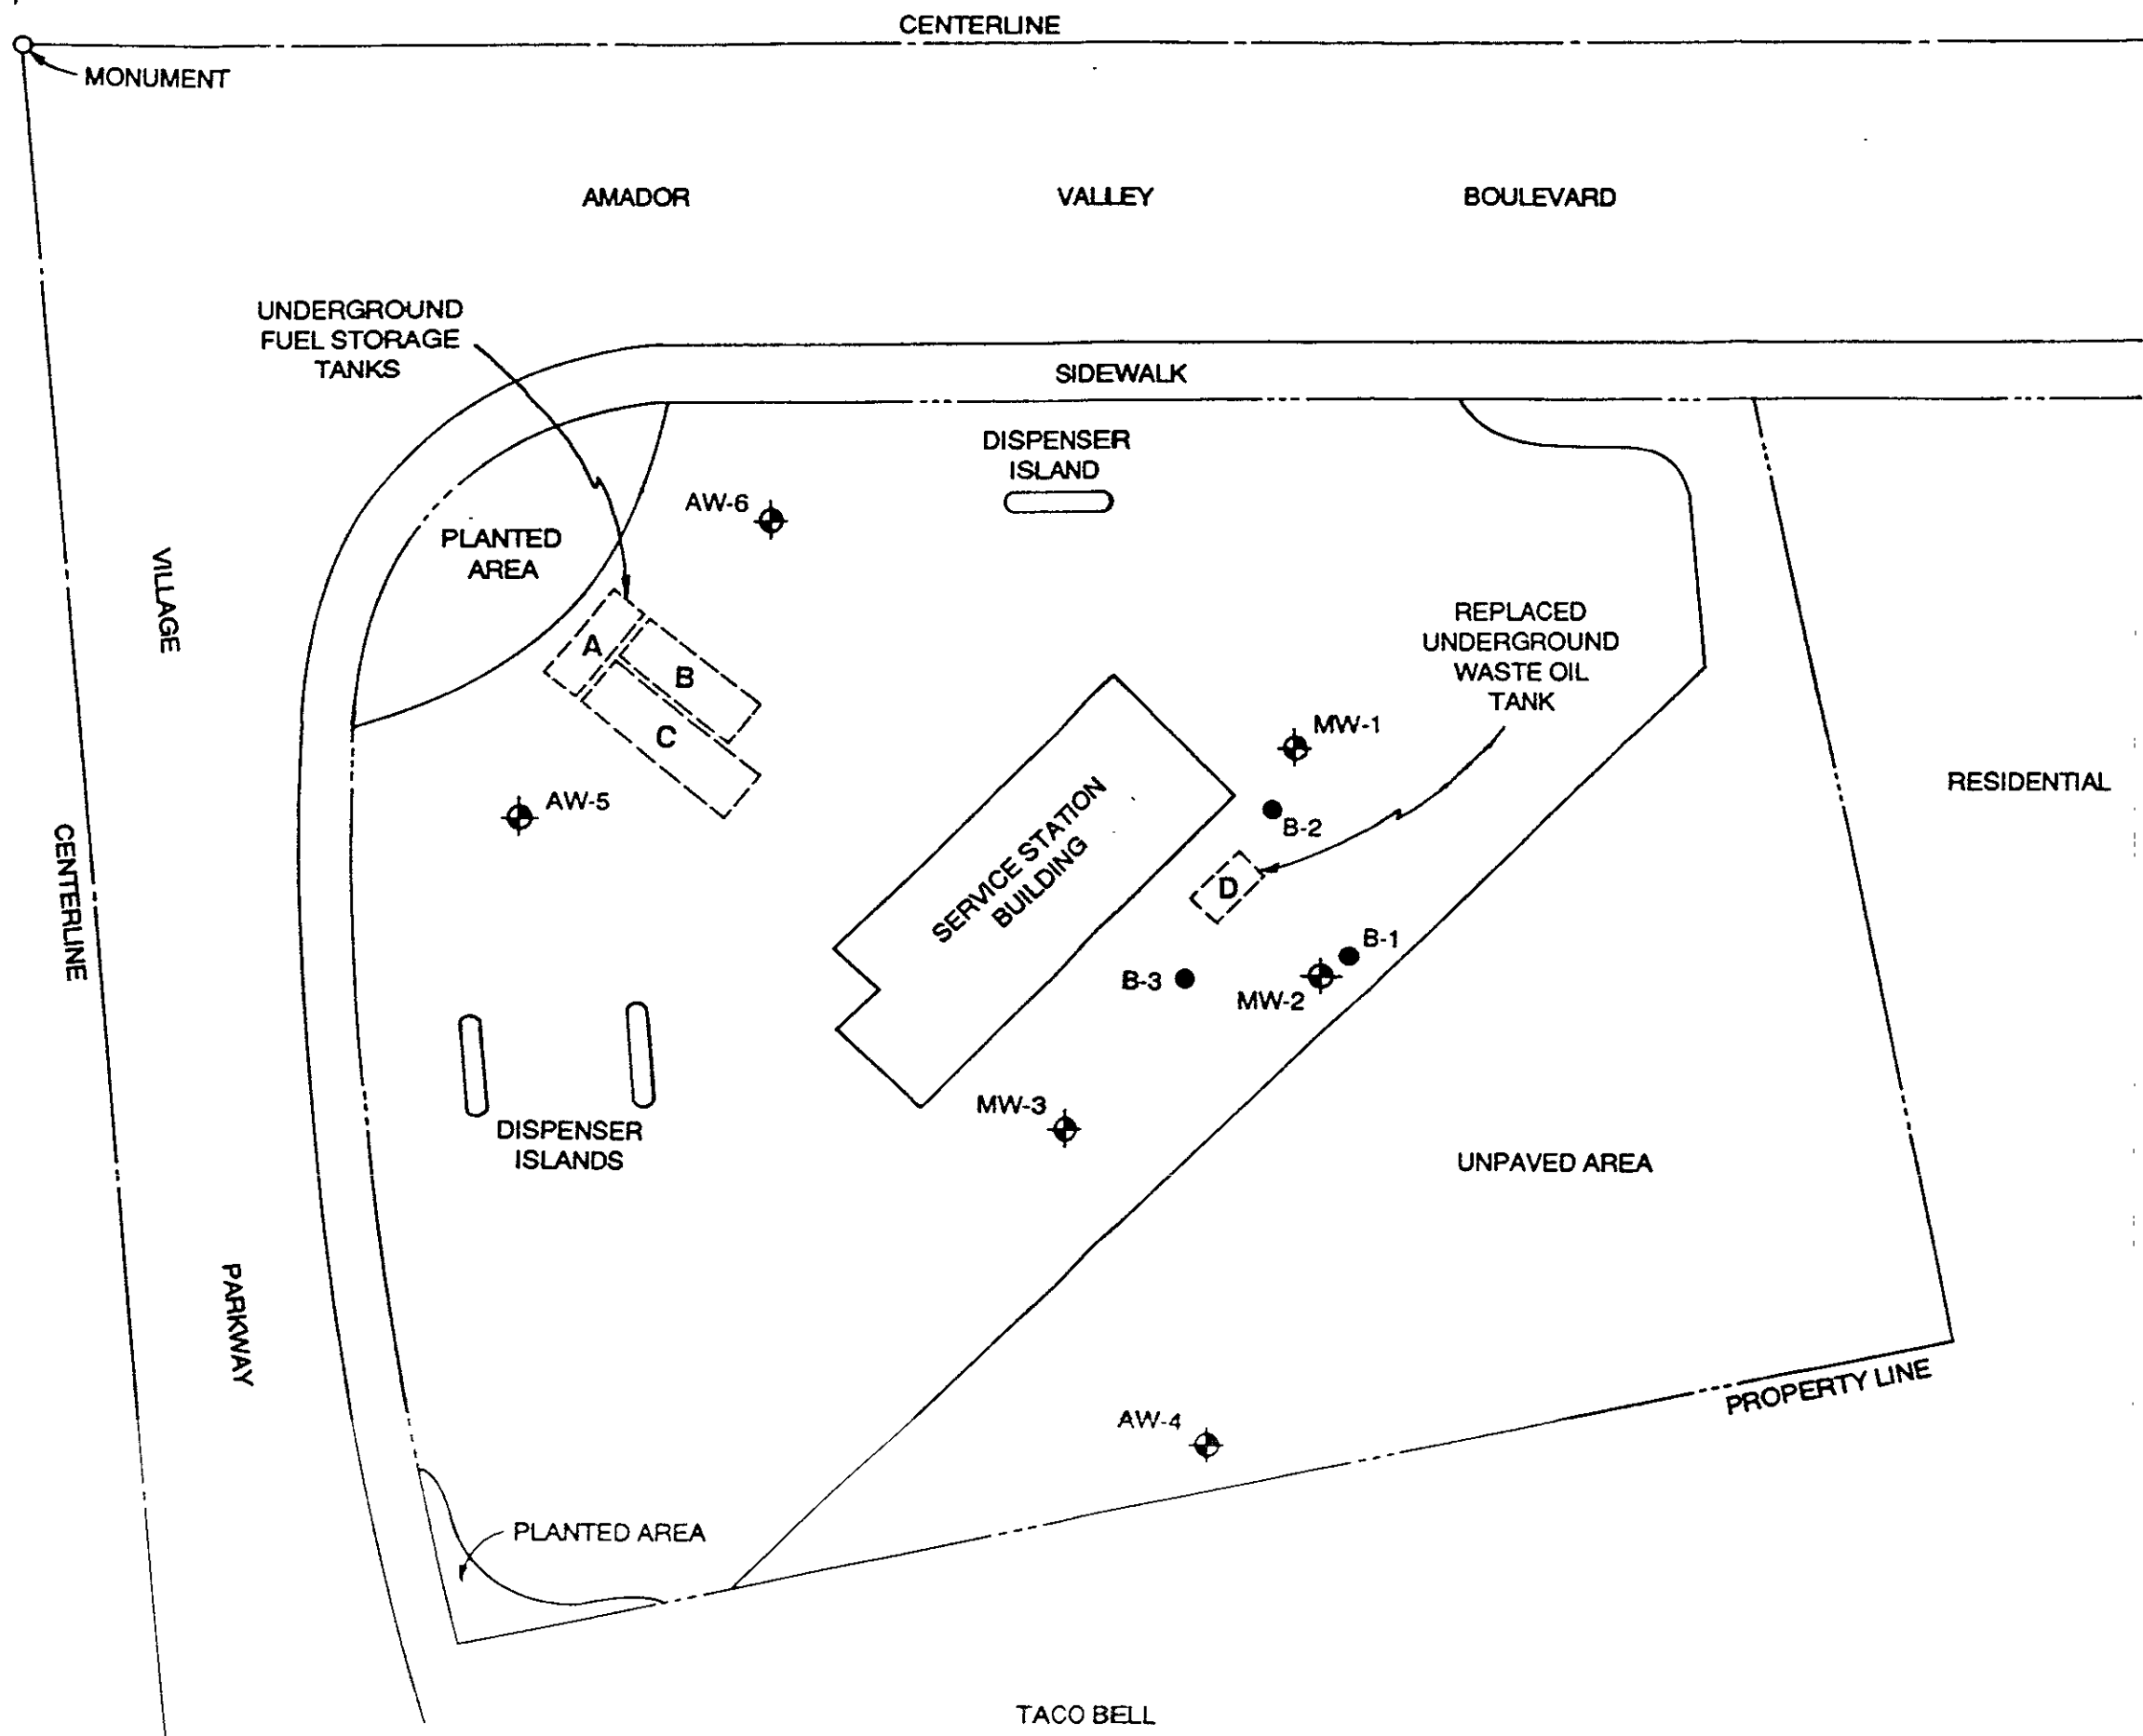 CENTERLINE
MONUMENT
AMADOR VALLEY BOULEVARD
UNDERGROUND
FUEL STORAGE
TANKS
SIDEWALK
DISPENSER
ISLAND
AW-6
PLANTED
AREA
VILLAGE
A
B
C
REPLACED
UNDERGROUND
WASTE OIL
TANK
MW-1
RESIDENTIAL
AW-5
B-2
SERVICE STATION
BUILDING
D
CENTERLINE
B-1
B-3
MW-2
MW-3
DISPENSER
ISLANDS
UNPAVED AREA
PARKWAY
PROPERTY LINE
AW-4
PLANTED AREA
TACO BELL